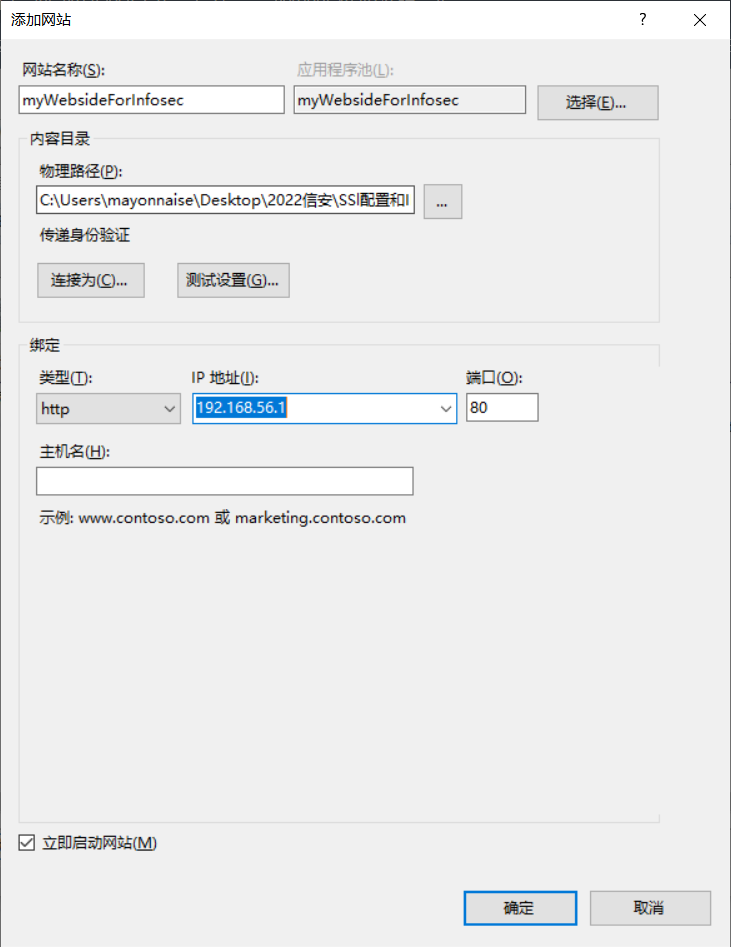 添加网站
网站名称(S): 应用程序池(L):
myWebsideForInfosec myWebsideForInfosec 选择(E)...
内容目录
物理路径(P):
C:\Users\mayonnaise\Desktop\2022信安\SSl配置和I ...
传递身份验证
连接为(C)... 测试设置(G)...
绑定
类型(T): IP 地址(I): 端口(O):
http 192.168.56.1 80
主机名(H):
示例: www.contoso.com 或 marketing.contoso.com
立即启动网站(M)
确定 取消